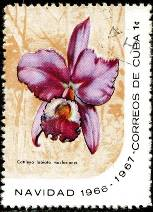 CORREOS DE CUBA 1¢
Cattleya labiata
NAVIDAD 1966-1967-